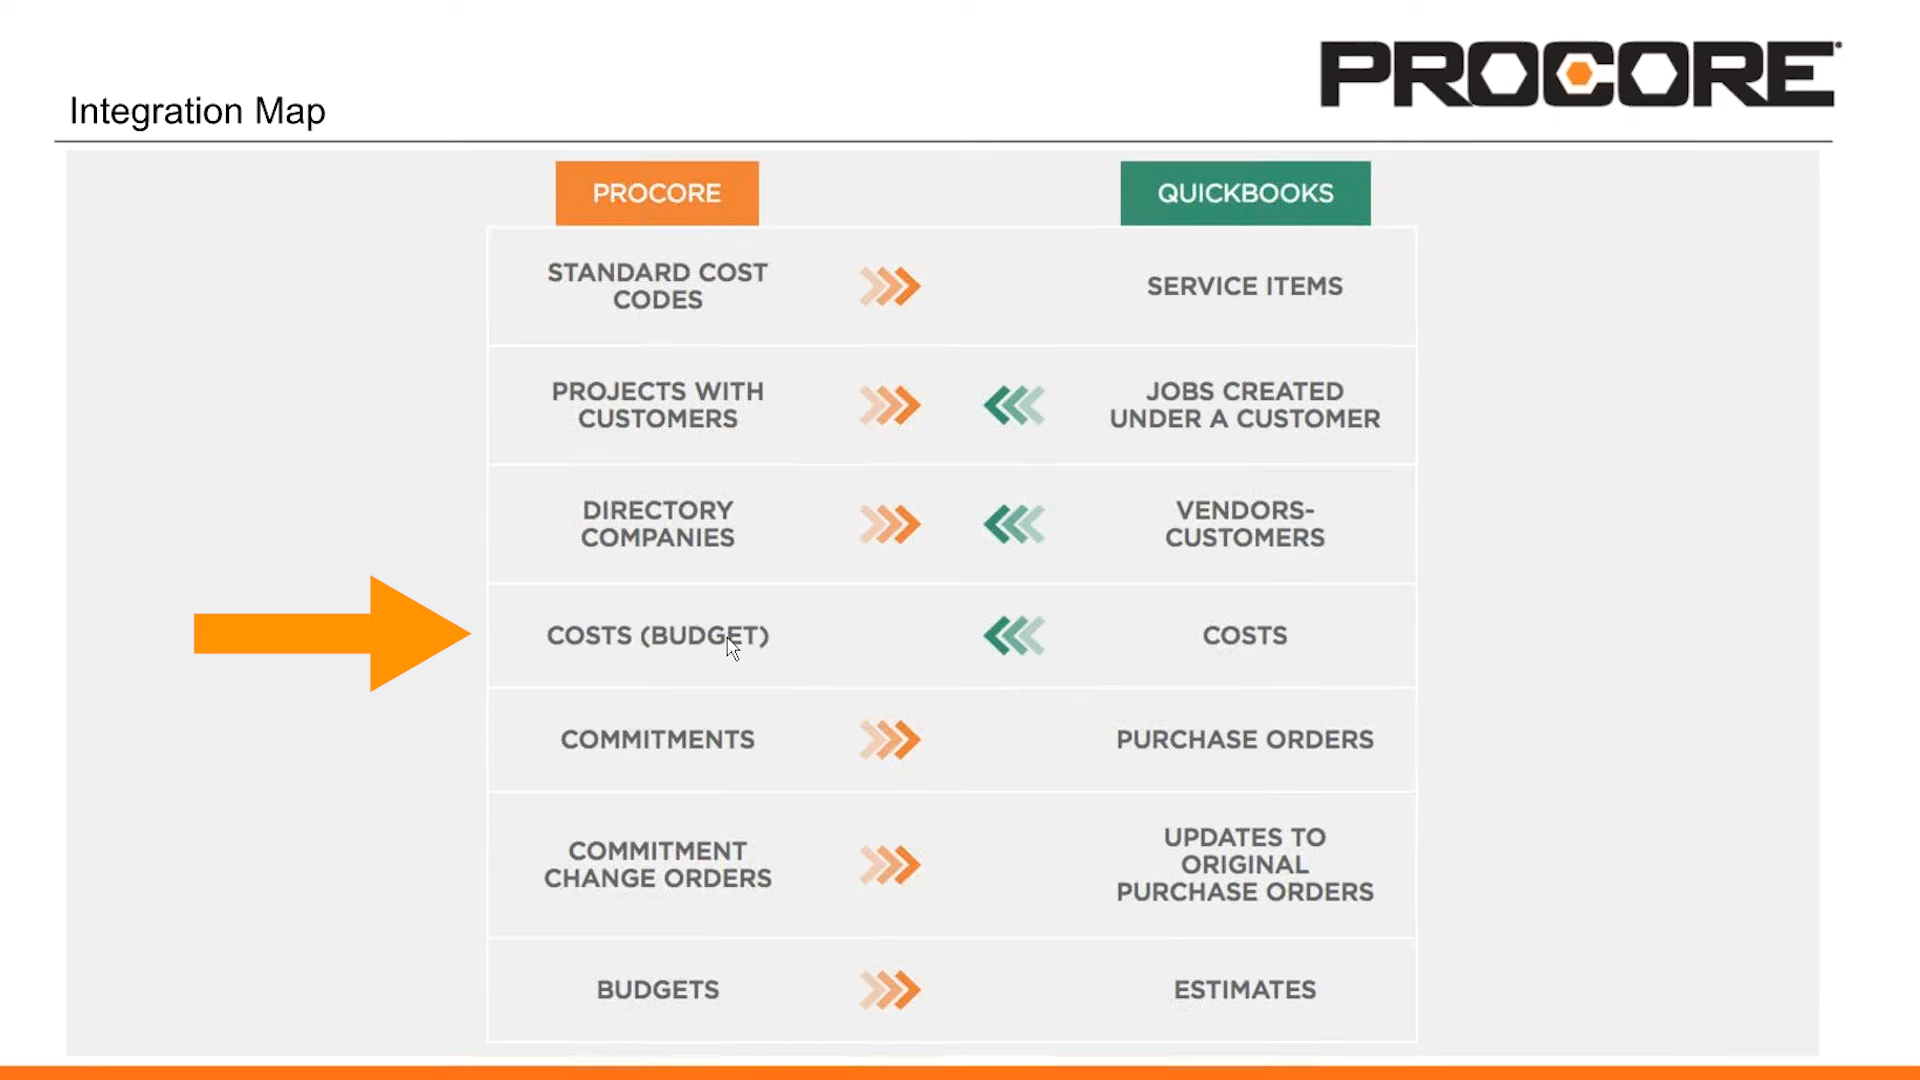 PROCORE
Integration Map
PROCORE
QUICKBOOKS
STANDARD COST
CODES
SERVICE ITEMS
PROJECTS WITH
CUSTOMERS
JOBS CREATED
UNDER A CUSTOMER
DIRECTORY
COMPANIES
VENDORS-
CUSTOMERS
COSTS (BUDGET)
COSTS
COMMITMENTS
PURCHASE ORDERS
COMMITMENT
CHANGE ORDERS
UPDATES TO
ORIGINAL
PURCHASE ORDERS
BUDGETS
ESTIMATES